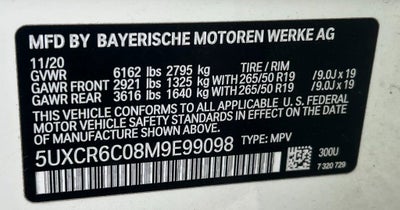 MFD BY BAYERISCHE MOTOREN WERKE AG
11/20 TIRE / RIM
GVWR 6162 lbs 2795 kg
GAWR FRONT 2921 lbs 1325 kg WITH 265/50 R19 /9.0J x 19
GAWR REAR 3616 lbs 1640 kg WITH 265/50 R19 /9.0J x 19
THIS VEHICLE CONFORMS TO ALL APPLICABLE U.S. FEDERAL
MOTOR VEHICLE SAFETY STANDARDS IN EFFECT ON THE DATE
OF MANUFACTURE SHOWN ABOVE.
5UXCR6C08M9E99098 TYPE: MPV
300U
7 320 729